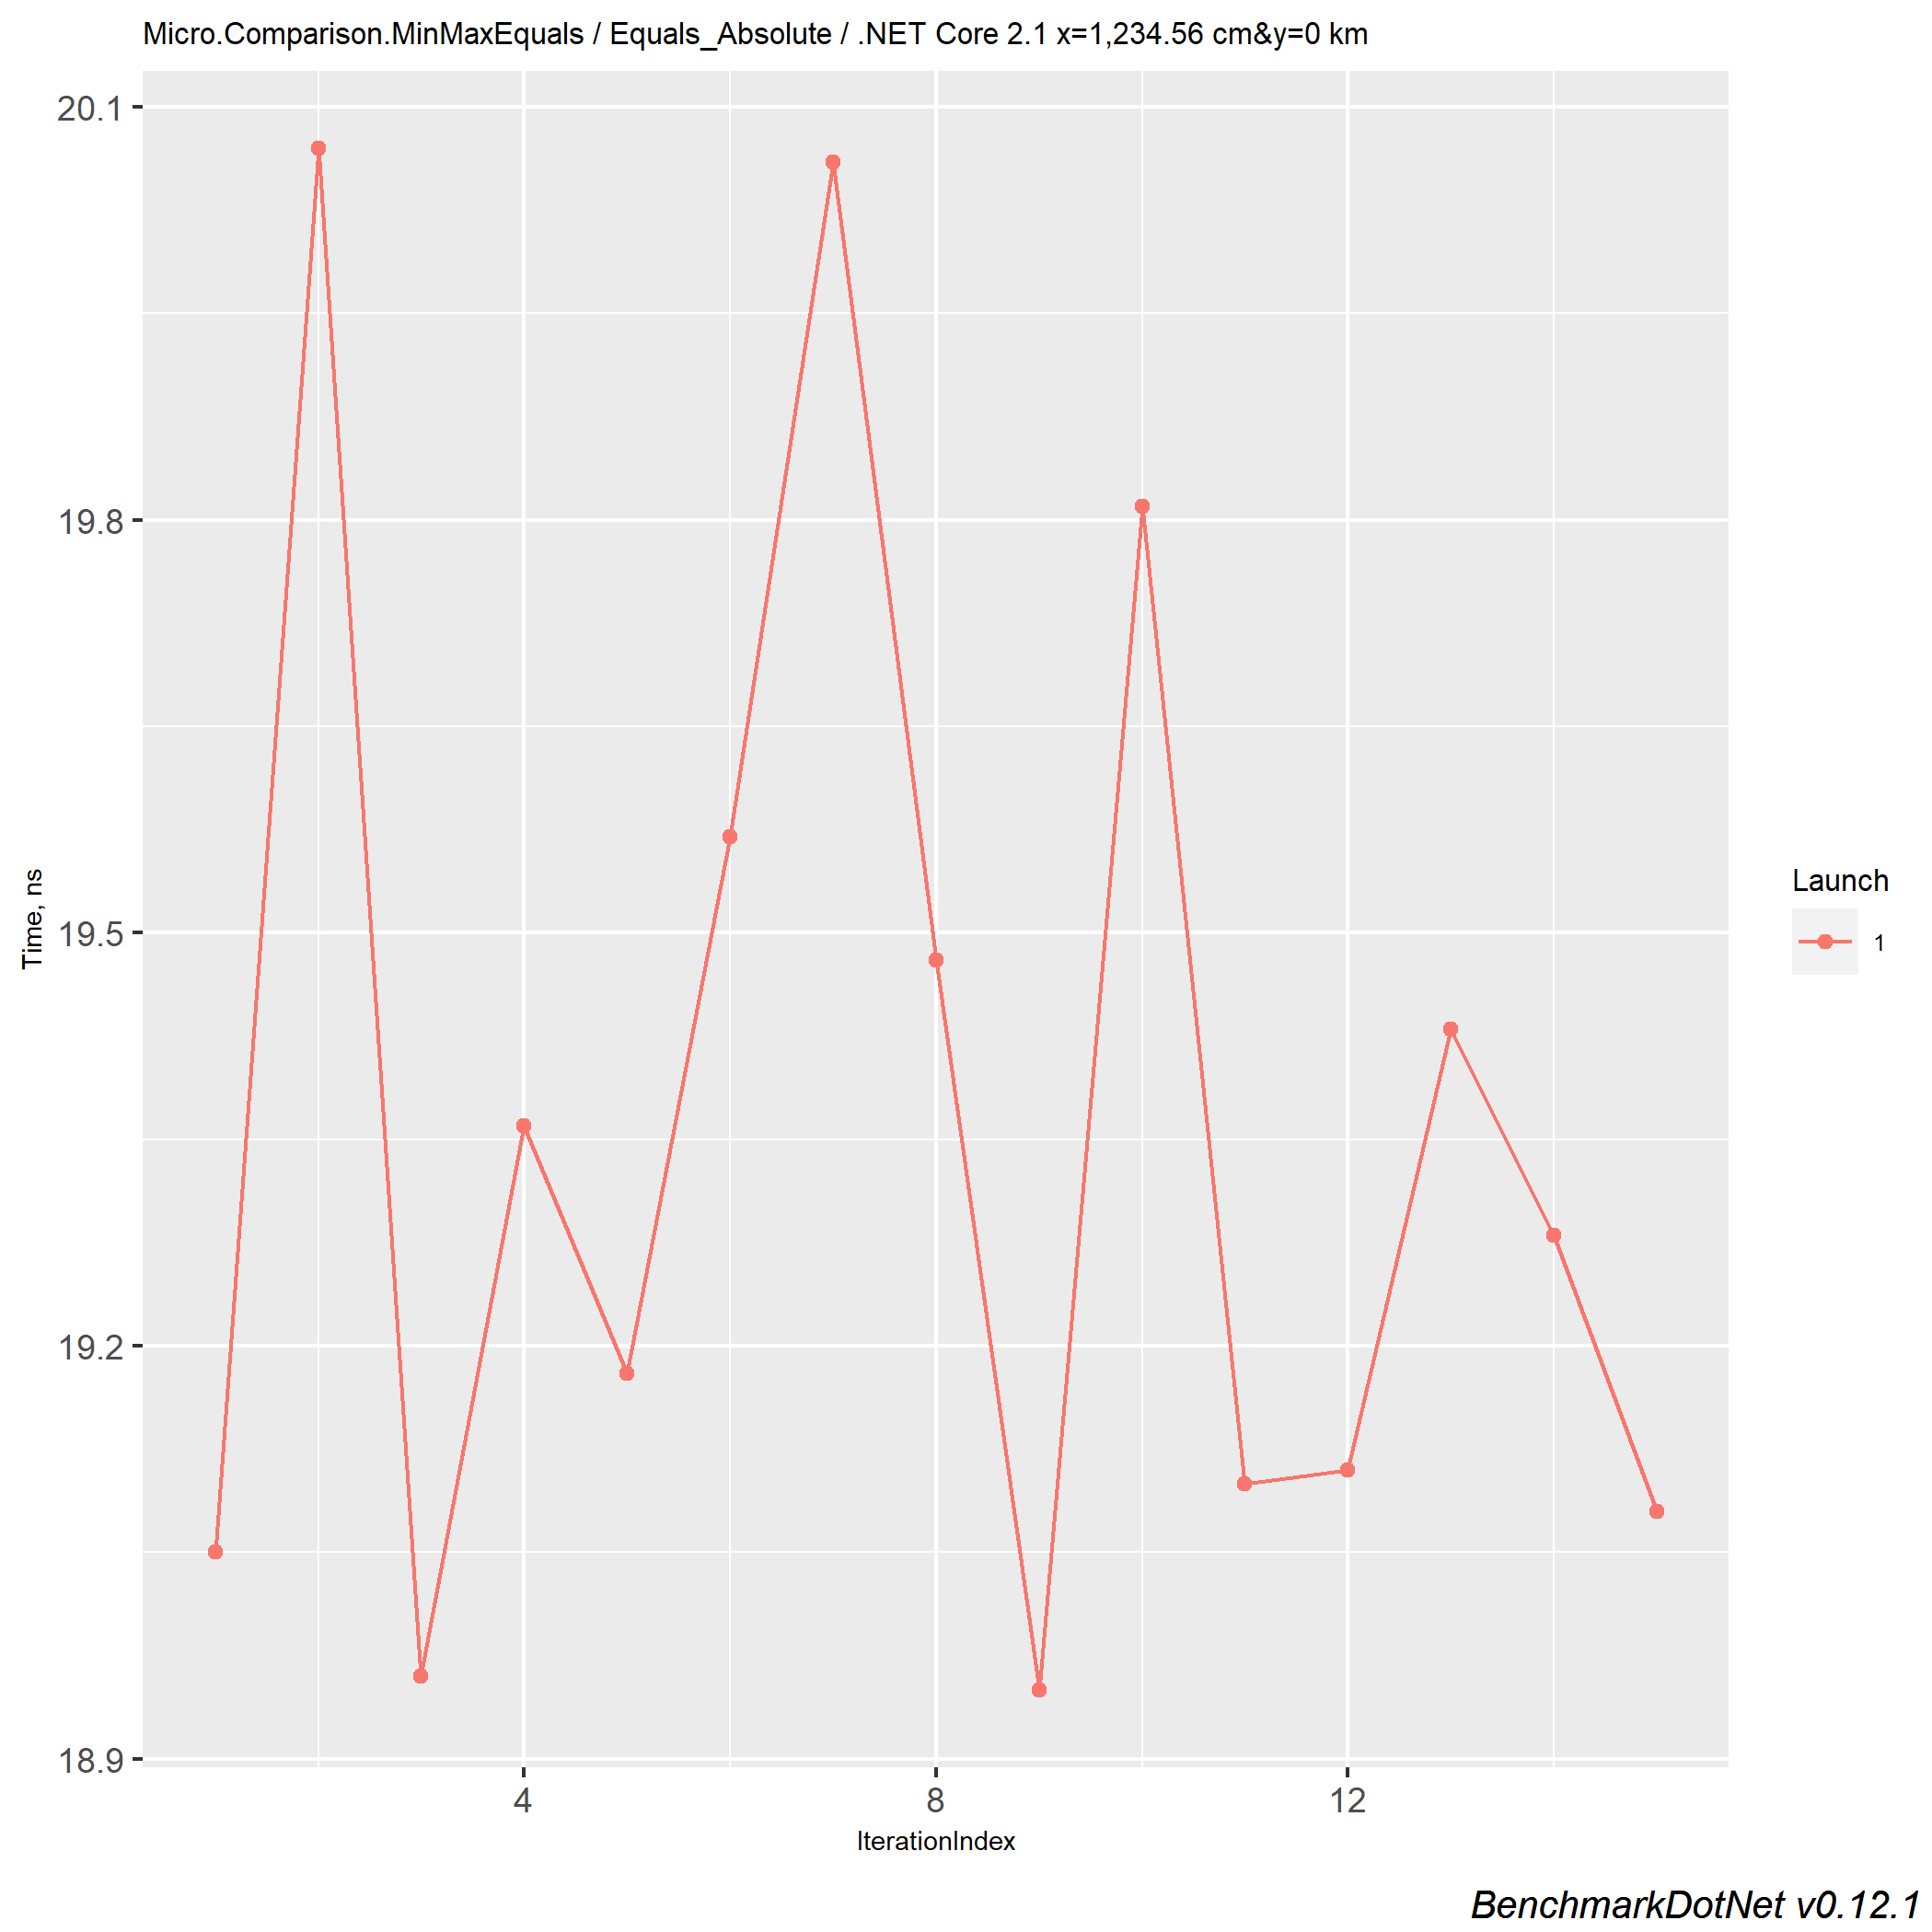 Micro.Comparison.MinMaxEquals / Equals_Absolute / .NET Core 2.1 x=1,234.56 cm&y=0 km
20.1
19.8
19.5
19.2
18.9
Time, ns
4 8 12
IterationIndex
Launch
1
BenchmarkDotNet v0.12.1